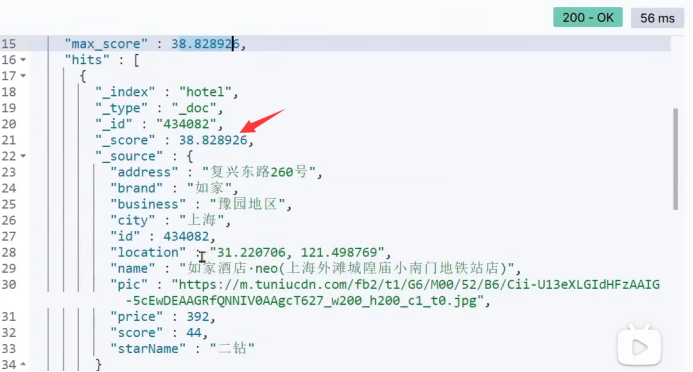 200 - OK
56 ms
15 "max_score" : 38.828926,
16 "hits" : [
17 {
18 "_index" : "hotel",
19 "_type" : "_doc",
20 "_id" : "434082",
21 "_score" : 38.828926,
22 "_source" : {
23 "address" : "复兴东路260号",
24 "brand" : "如家",
25 "business" : "豫园地区",
26 "city" : "上海",
27 "id" : 434082,
28 "location" : "31.220706, 121.498769",
29 "name" : "如家酒店·neo(上海外滩城隍庙小南门地铁站店)",
30 "pic" : "https://m.tuniucdn.com/fb2/t1/G6/M00/52/B6/Cii-U13eXLGIdHFzAAIG
-5cEwDEAAGRfQNNIV0AAgcT627_w200_h200_c1_t0.jpg",
31 "price" : 392,
32 "score" : 44,
33 "starName" : "二钻"
34 }